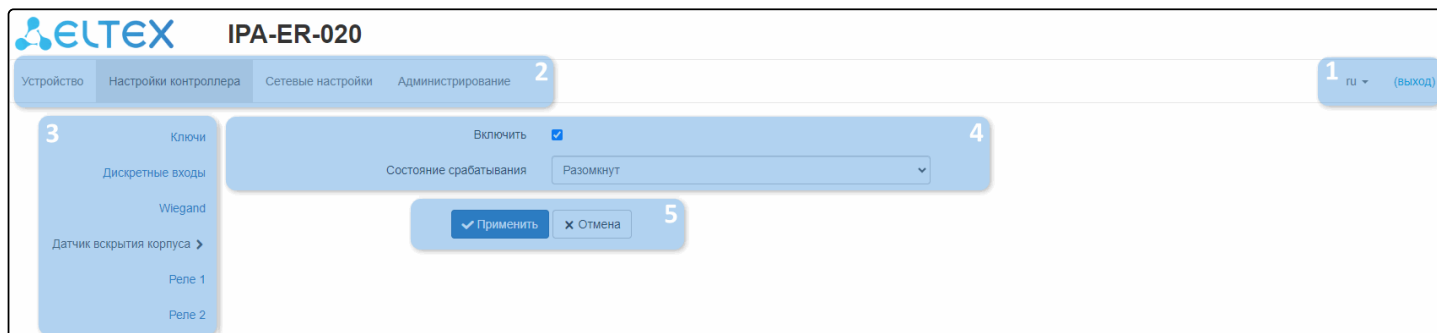 ELTEX IPA-ER-020
Устройство Настройки контроллера Сетевые настройки Администрирование 2 1 ru (выход)
3 Ключи
Включить 4
Дискретные входы
Состояние срабатывания Разомкнут
Wiegand
Применить Отмена 5
Датчик вскрытия корпуса
Реле 1
Реле 2